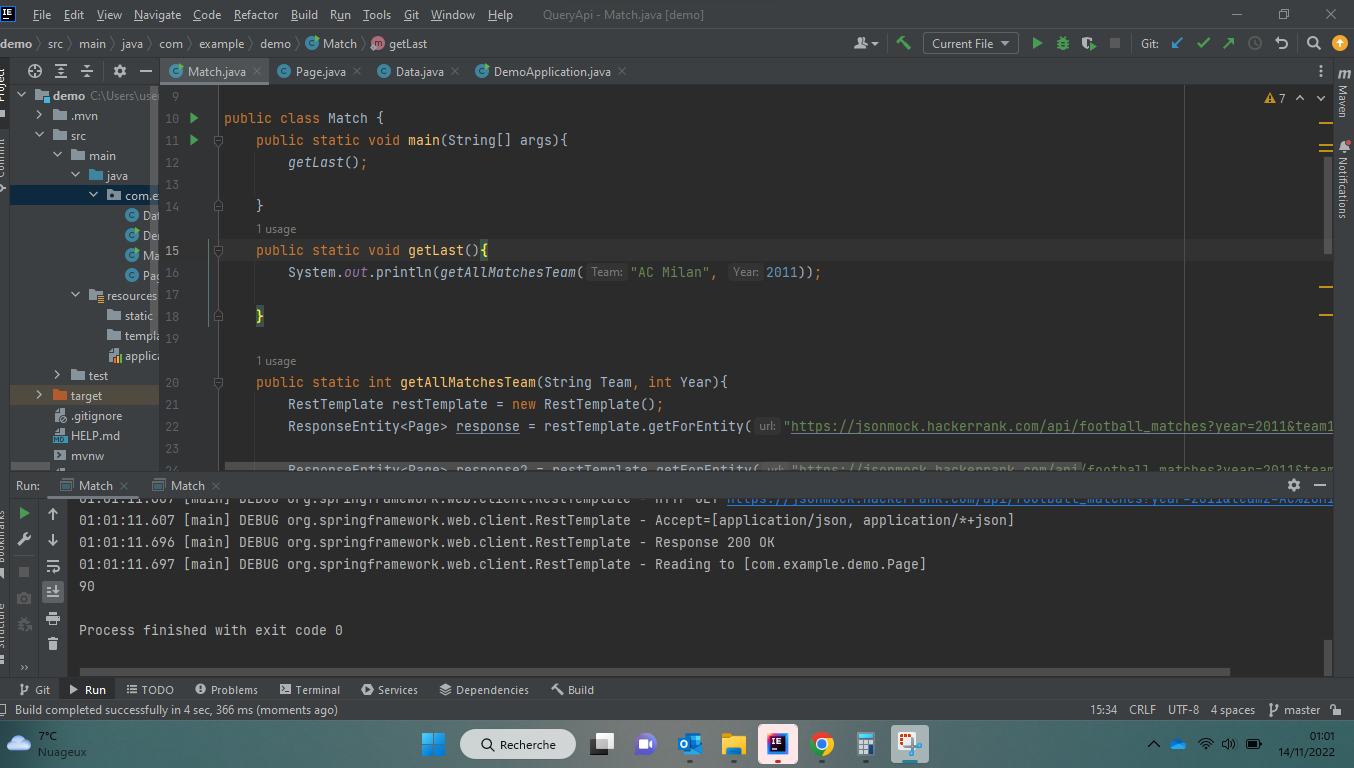 IE File Edit View Navigate Code Refactor Build Run Tools Git Window Help QueryApi - Match.java [demo]
demo src main java com example demo Match m getLast Current File Git:
Project Match.java Page.java Data.java DemoApplication.java m
demo C:\Users\use 9 7 Maven
.mvn 10 public class Match {
src 11 public static void main(String[] args){
Commit main 12 getLast();
java 13 Notifications
com.e 14 }
1 usage
Dat 15 public static void getLast(){
De
Ma 16 System.out.println(getAllMatchesTeam( Team: "AC Milan", Year: 2011));
Pag
resources 17
static 18 }
templa 19
applica 1 usage
test 20 public static int getAllMatchesTeam(String Team, int Year){
target 21 RestTemplate restTemplate = new RestTemplate();
.gitignore 22 ResponseEntity<Page> response = restTemplate.getForEntity( url: "https://jsonmock.hackerrank.com/api/football_matches?year=2011&team1
HELP.md 23
mvnw
24 ResponseEntity<Page> response2 = restTemplate.getForEntity( url: "https://jsonmock.hackerrank.com/api/football_matches?year=2011&team
Run: Match Match
01:01:11.607 [main] DEBUG org.springframework.web.client.RestTemplate - HTTP GET https://jsonmock.hackerrank.com/api/football_matches?year=2011&team2=AC%20Mi
01:01:11.607 [main] DEBUG org.springframework.web.client.RestTemplate - Accept=[application/json, application/*+json]
01:01:11.696 [main] DEBUG org.springframework.web.client.RestTemplate - Response 200 OK
01:01:11.697 [main] DEBUG org.springframework.web.client.RestTemplate - Reading to [com.example.demo.Page]
90
Process finished with exit code 0
Bookmarks
Structure
Git Run TODO Problems Terminal Services Dependencies Build
Build completed successfully in 4 sec, 366 ms (moments ago) 15:34 CRLF UTF-8 4 spaces master
7°C
Nuageux
Recherche
IE
01:01
14/11/2022